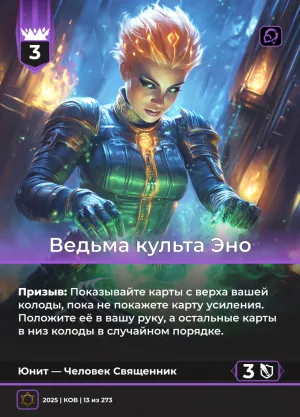 3
Ведьма культа Эно
Призыв: Показывайте карты с верха вашей
колоды, пока не покажете карту усиления.
Положите её в вашу руку, а остальные карты
в низ колоды в случайном порядке.
Юнит — Человек Священник
3
2025 | КОВ | 13 из 273